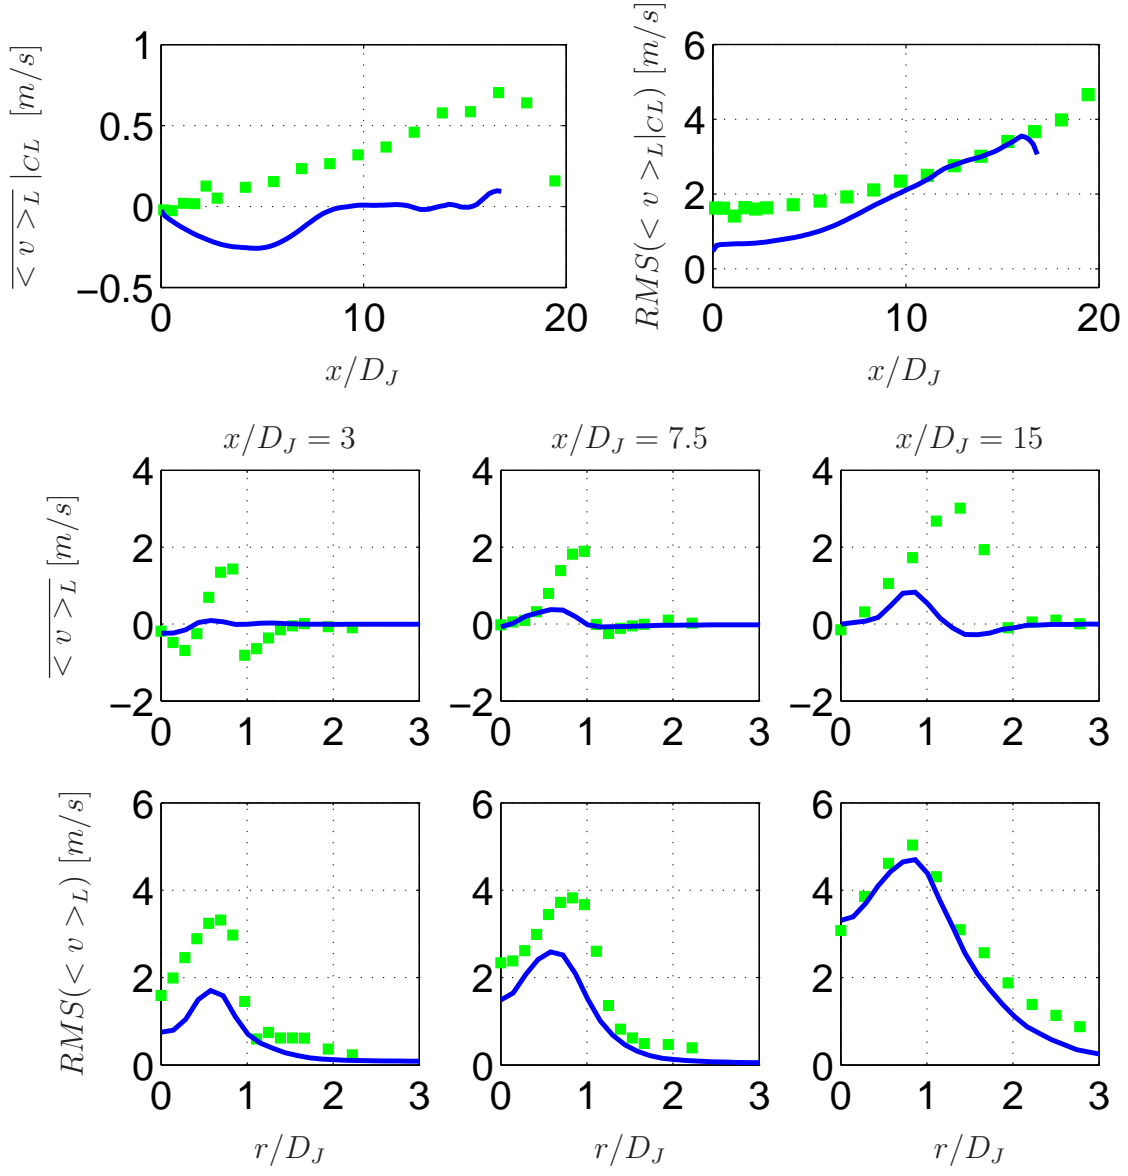 1
0.5
0
−0.5
0 10 20
x/D_J
\overline{< v >_L} |_{CL} [m/s]
6
4
2
0
0 10 20
x/D_J
RMS(< v >_L|_{CL}) [m/s]
x/D_J = 3
x/D_J = 7.5
x/D_J = 15
\overline{< v >_L} [m/s]
4
2
0
−2
0 1 2 3
4
2
0
−2
0 1 2 3
4
2
0
−2
0 1 2 3
RMS(< v >_L) [m/s]
6
4
2
0
0 1 2 3
r/D_J
6
4
2
0
0 1 2 3
r/D_J
6
4
2
0
0 1 2 3
r/D_J